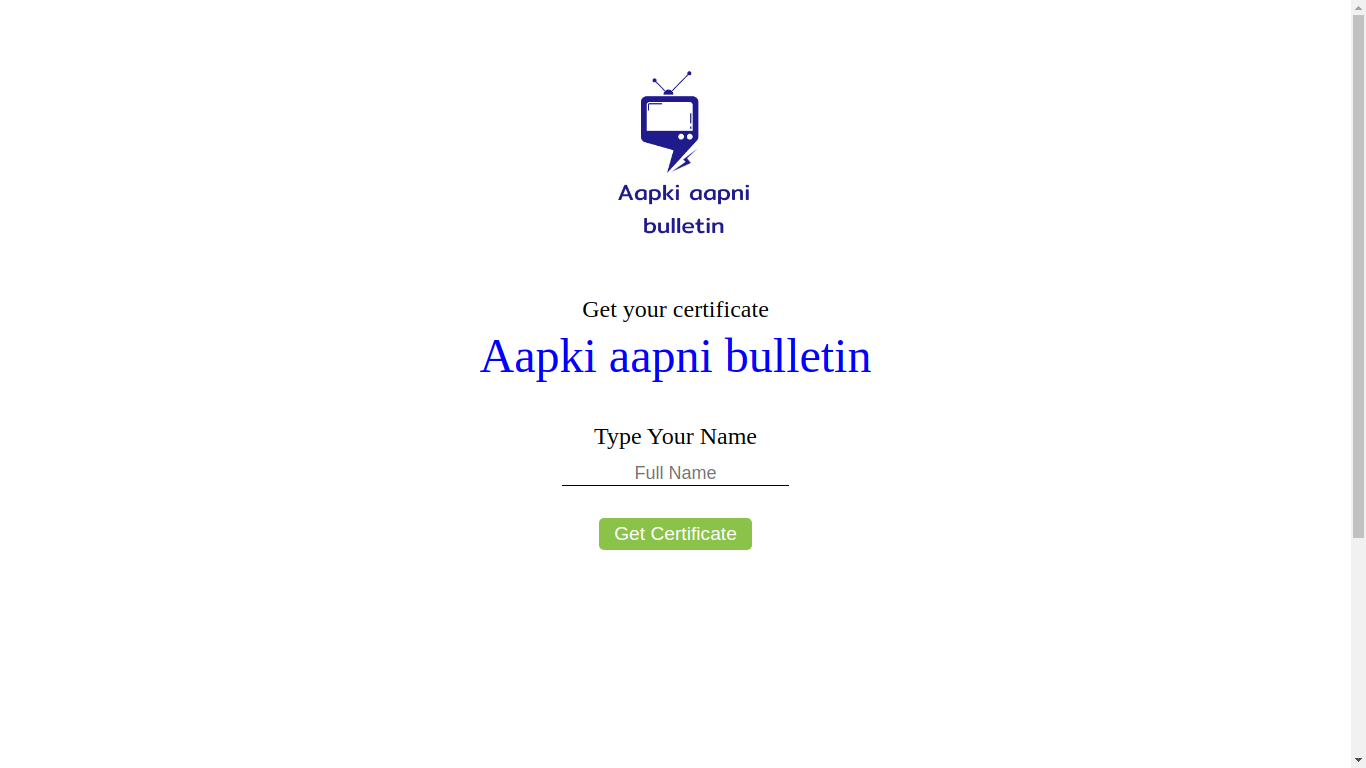 Aapki aapni
bulletin
Get your certificate
Aapki aapni bulletin
Type Your Name
Full Name
Get Certificate